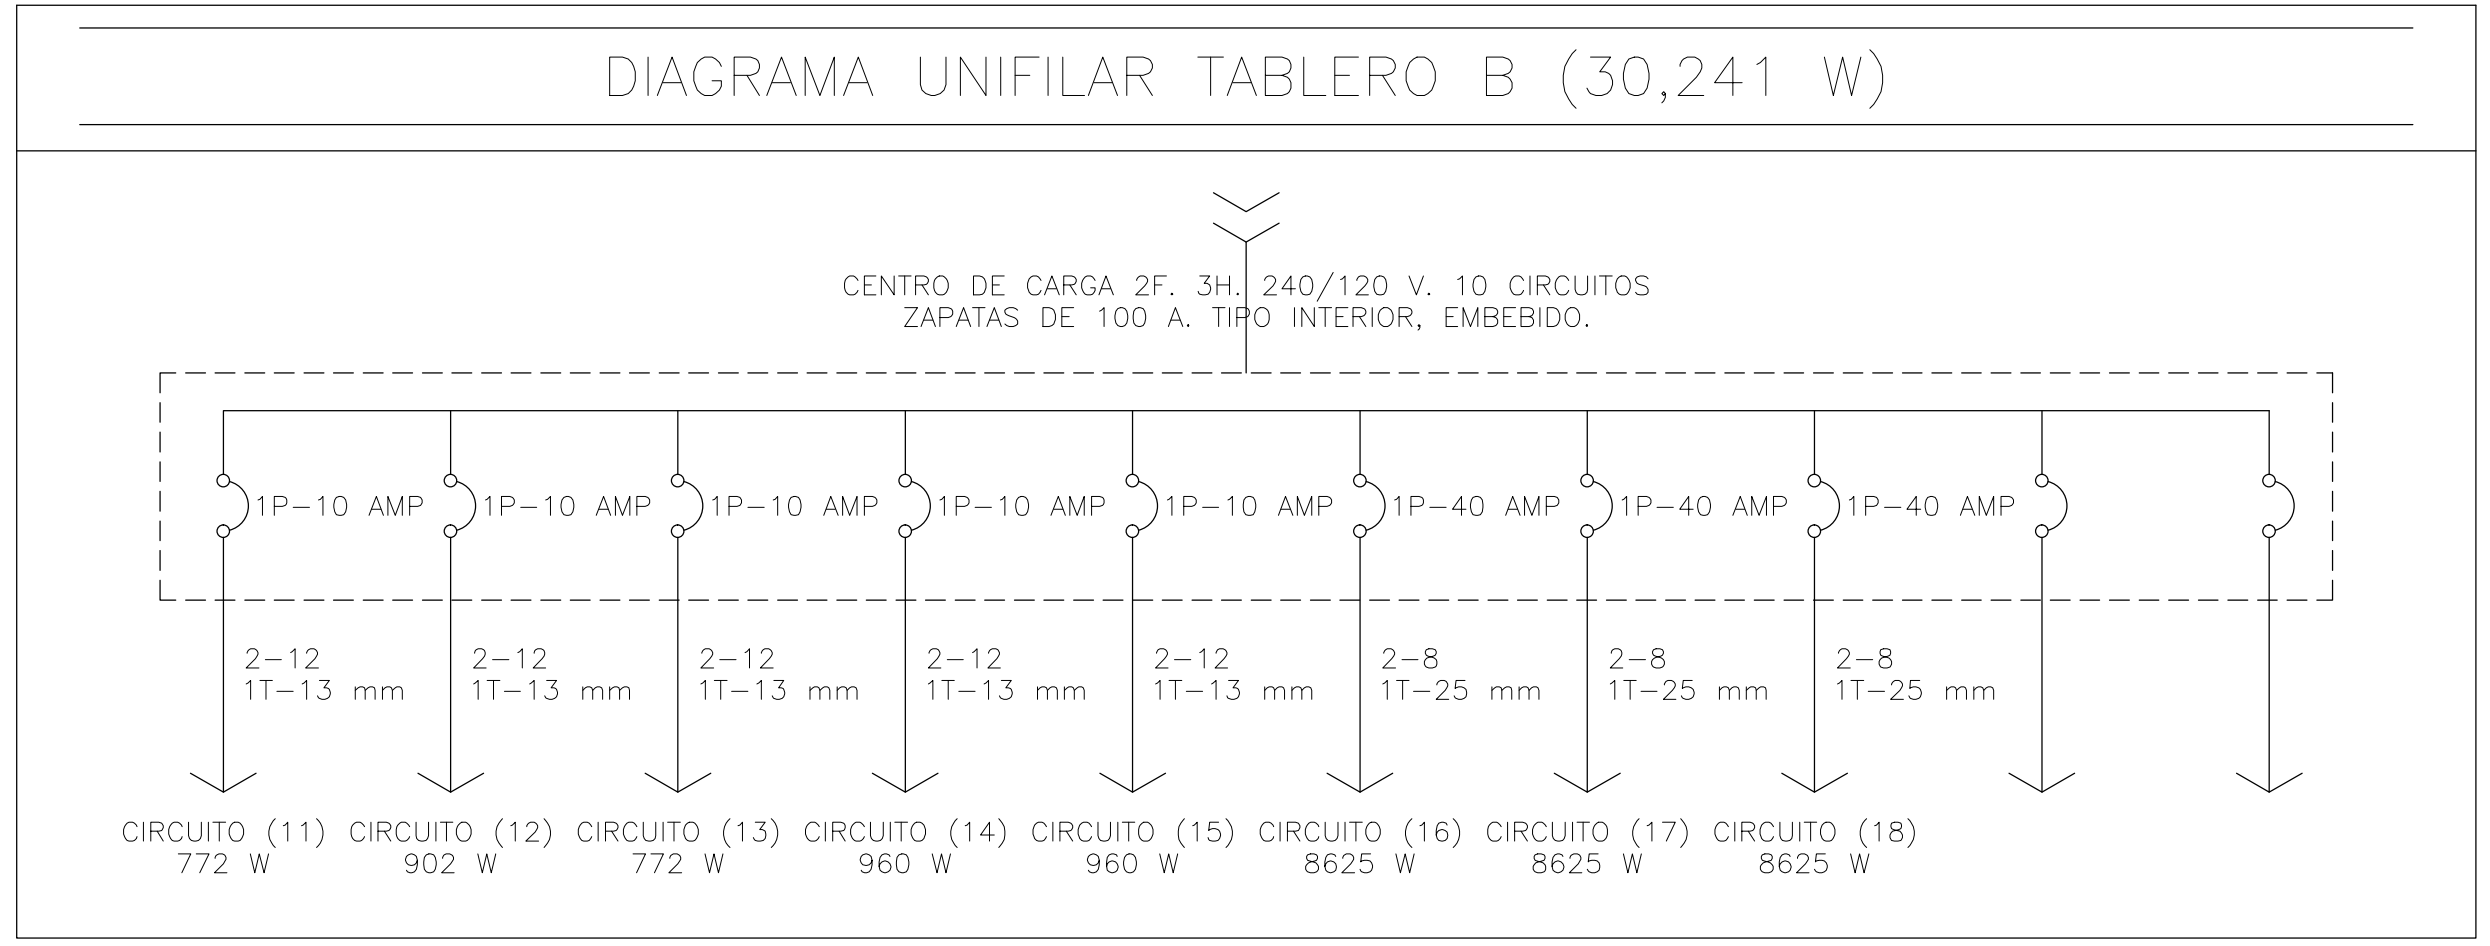 DIAGRAMA UNIFILAR TABLERO B (30,241 W)
CENTRO DE CARGA 2F. 3H. 240/120 V. 10 CIRCUITOS
ZAPATAS DE 100 A. TIPO INTERIOR, EMBEBIDO.
1P-10 AMP 1P-10 AMP 1P-10 AMP 1P-10 AMP 1P-10 AMP 1P-40 AMP 1P-40 AMP 1P-40 AMP
2-12 2-12 2-12 2-12 2-12 2-8 2-8 2-8
1T-13 mm 1T-13 mm 1T-13 mm 1T-13 mm 1T-13 mm 1T-25 mm 1T-25 mm 1T-25 mm
CIRCUITO (11) CIRCUITO (12) CIRCUITO (13) CIRCUITO (14) CIRCUITO (15) CIRCUITO (16) CIRCUITO (17) CIRCUITO (18)
772 W 902 W 772 W 960 W 960 W 8625 W 8625 W 8625 W